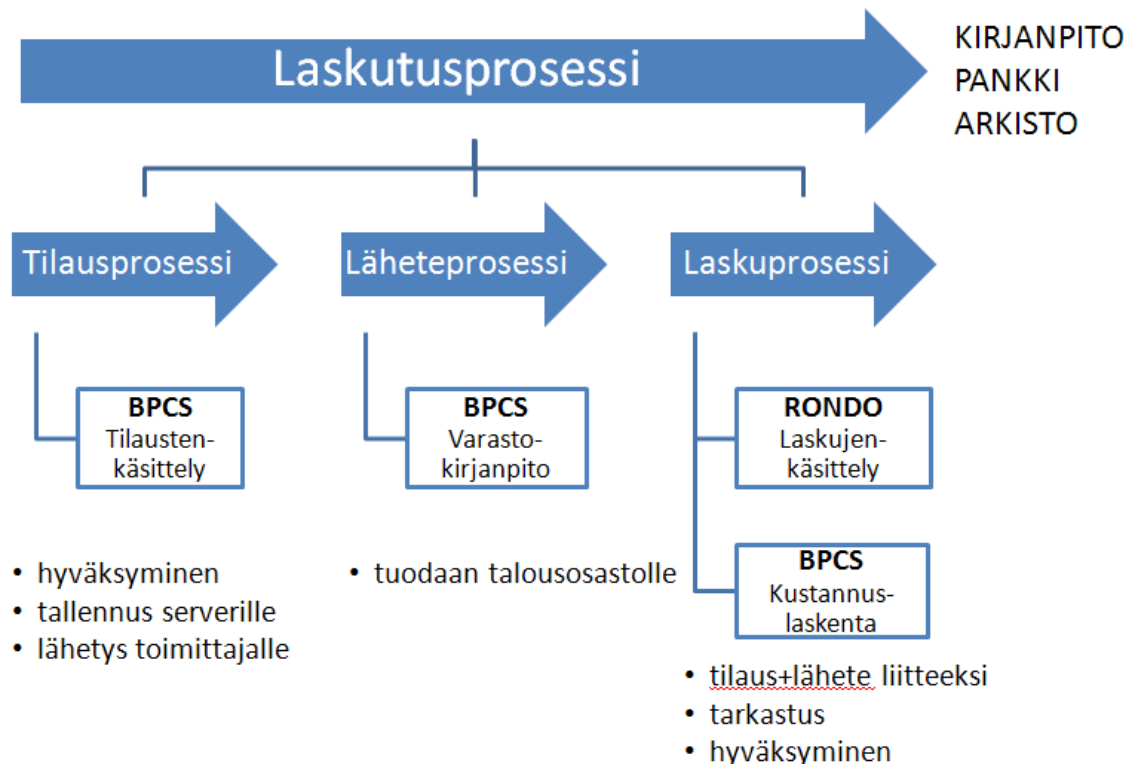 Laskutusprosessi
KIRJANPITO
PANKKI
ARKISTO
Tilausprosessi
Läheteprosessi
Laskuprosessi
BPCS
Tilausten-
käsittely
BPCS
Varasto-
kirjanpito
RONDO
Laskujen-
käsittely
BPCS
Kustannus-
laskenta
• hyväksyminen
• tallennus serverille
• lähetys toimittajalle
• tuodaan talousosastolle
• tilaus+lähete liitteeksi
• tarkastus
• hyväksyminen